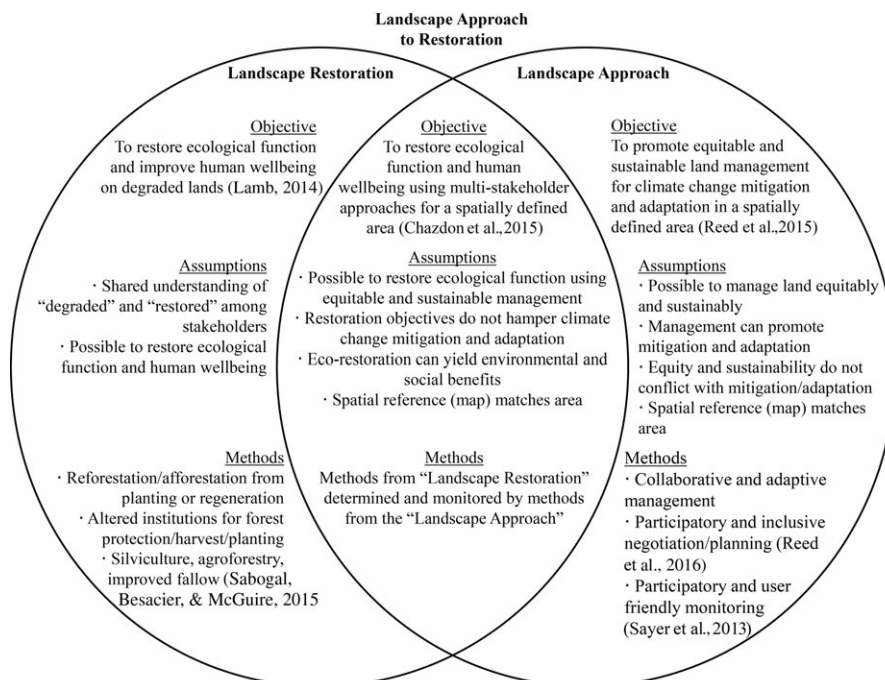 Landscape Approach
to Restoration
Landscape Restoration
Objective
To restore ecological function
and improve human wellbeing
on degraded lands (Lamb, 2014)
Assumptions
· Shared understanding of
“degraded” and “restored” among
stakeholders
· Possible to restore ecological
function and human wellbeing
Methods
· Reforestation/afforestation from
planting or regeneration
· Altered institutions for forest
protection/harvest/planting
· Silviculture, agroforestry,
improved fallow (Sabogal,
Besacier, & McGuire, 2015
Objective
To restore ecological
function and human
wellbeing using multi-stakeholder
approaches for a spatially defined
area (Chazdon et al.,2015)
Assumptions
· Possible to restore ecological function using
equitable and sustainable management
· Restoration objectives do not hamper climate
change mitigation and adaptation
· Eco-restoration can yield environmental and
social benefits
· Spatial reference (map) matches area
Methods
Methods from “Landscape Restoration”
determined and monitored by methods
from the “Landscape Approach”
Landscape Approach
Objective
To promote equitable and
sustainable land management
for climate change mitigation
and adaptation in a spatially
defined area (Reed et al.,2015)
Assumptions
· Possible to manage land equitably
and sustainably
· Management can promote
mitigation and adaptation
· Equity and sustainability do not
conflict with mitigation/adaptation
· Spatial reference (map) matches
area
Methods
· Collaborative and adaptive
management
· Participatory and inclusive
negotiation/planning (Reed
et al., 2016)
· Participatory and user
friendly monitoring
(Sayer et al.,2013)